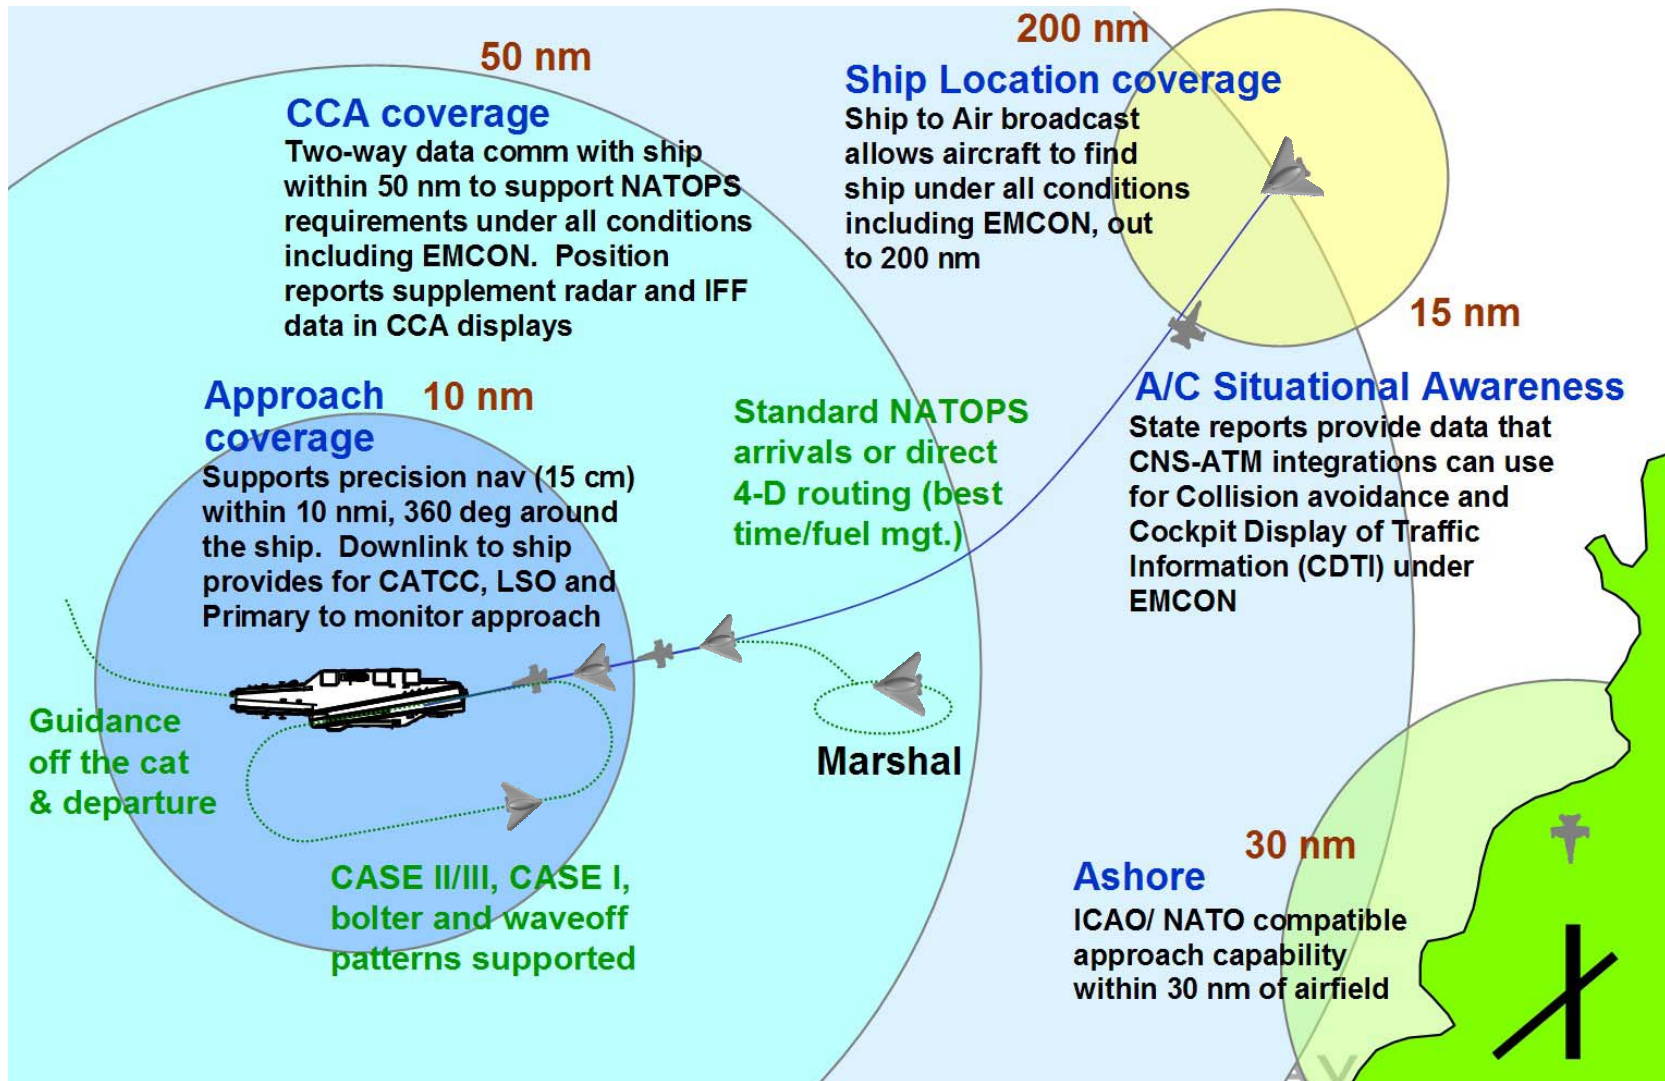 50 nm
CCA coverage
Two-way data comm with ship
within 50 nm to support NATOPS
requirements under all conditions
including EMCON.  Position
reports supplement radar and IFF
data in CCA displays
200 nm
Ship Location coverage
Ship to Air broadcast
allows aircraft to find
ship under all conditions
including EMCON, out
to 200 nm
15 nm
A/C Situational Awareness
State reports provide data that
CNS-ATM integrations can use
for Collision avoidance and
Cockpit Display of Traffic
Information (CDTI) under
EMCON
Approach
coverage
10 nm
Supports precision nav (15 cm)
within 10 nmi, 360 deg around
the ship.  Downlink to ship
provides for CATCC, LSO and
Primary to monitor approach
Standard NATOPS
arrivals or direct
4-D routing (best
time/fuel mgt.)
Guidance
off the cat
& departure
Marshal
CASE II/III, CASE I,
bolter and waveoff
patterns supported
30 nm
Ashore
ICAO/ NATO compatible
approach capability
within 30 nm of airfield